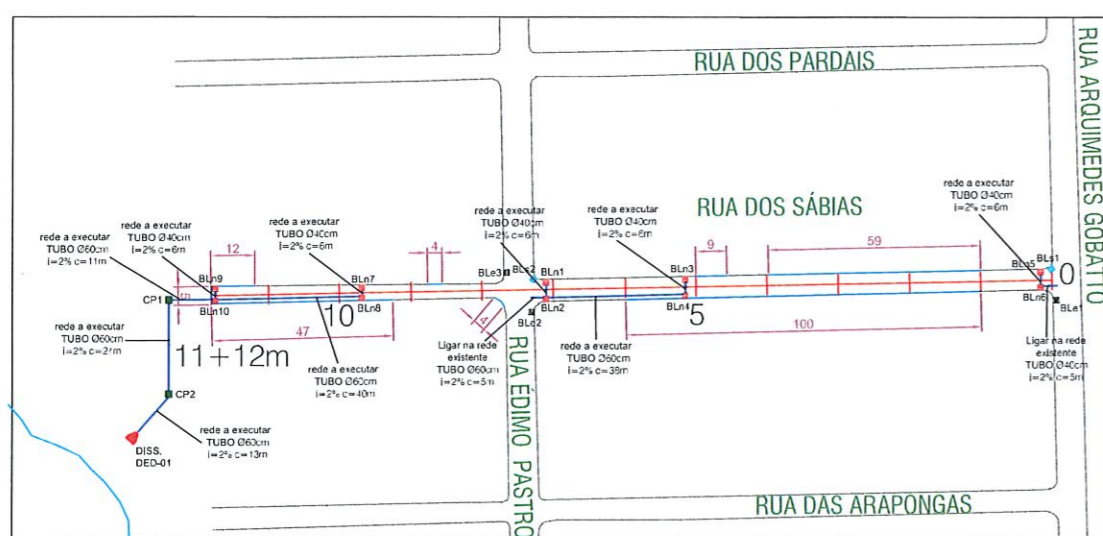 RUA DOS PARDAIS
RUA ARQUIMEDES GOBATTO
RUA DOS SÁBIAS
rede a executar
TUBO Ø40cm
i=2% c=6m
rede a executar
TUBO Ø40cm
i=2% c=6m
rede a executar
TUBO Ø40cm
i=2% c=6m
rede a executar
TUBO Ø40cm
i=2% c=6m
rede a executar
TUBO Ø40cm
i=2% c=6m
rede a executar
TUBO Ø60cm
i=2% c=11m
12
4
9
59
BLn9
BLn7
BLe3
BLs2
BLn1
BLn3
BLn5
BLs1
0
CP1
BLn10
BLn8
BLe2
BLn2
BLn4
BLn6
BLe1
10
5
47
4
100
rede a executar
TUBO Ø60cm
i=2% c=27m
11+12m
rede a executar
TUBO Ø60cm
i=2% c=40m
Ligar na rede
existente
TUBO Ø60cm
i=2% c=5m
rede a executar
TUBO Ø60cm
i=2% c=38m
Ligar na rede
existente
TUBO Ø40cm
i=2% c=5m
CP2
rede a executar
TUBO Ø60cm
i=2% c=13m
DISS.
DED-01
RUA ÉDIMO PASTRO
RUA DAS ARAPONGAS